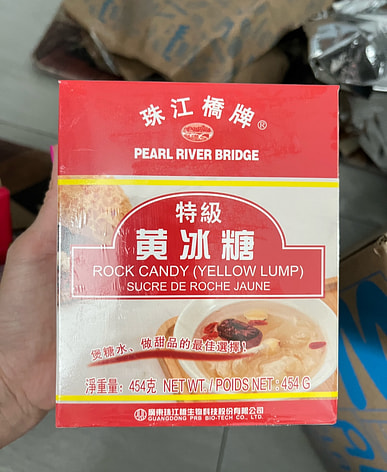 珠江橋牌®
PEARL RIVER BRIDGE
特級
黄冰糖
ROCK CANDY (YELLOW LUMP)
SUCRE DE ROCHE JAUNE
煲糖水、做甜品的最佳選擇!
淨重量: 454克 NET WT. / POIDS NET : 454 G
廣東珠江橋生物科技股份有限公司
GUANGDONG PRB BIO-TECH CO., LTD.